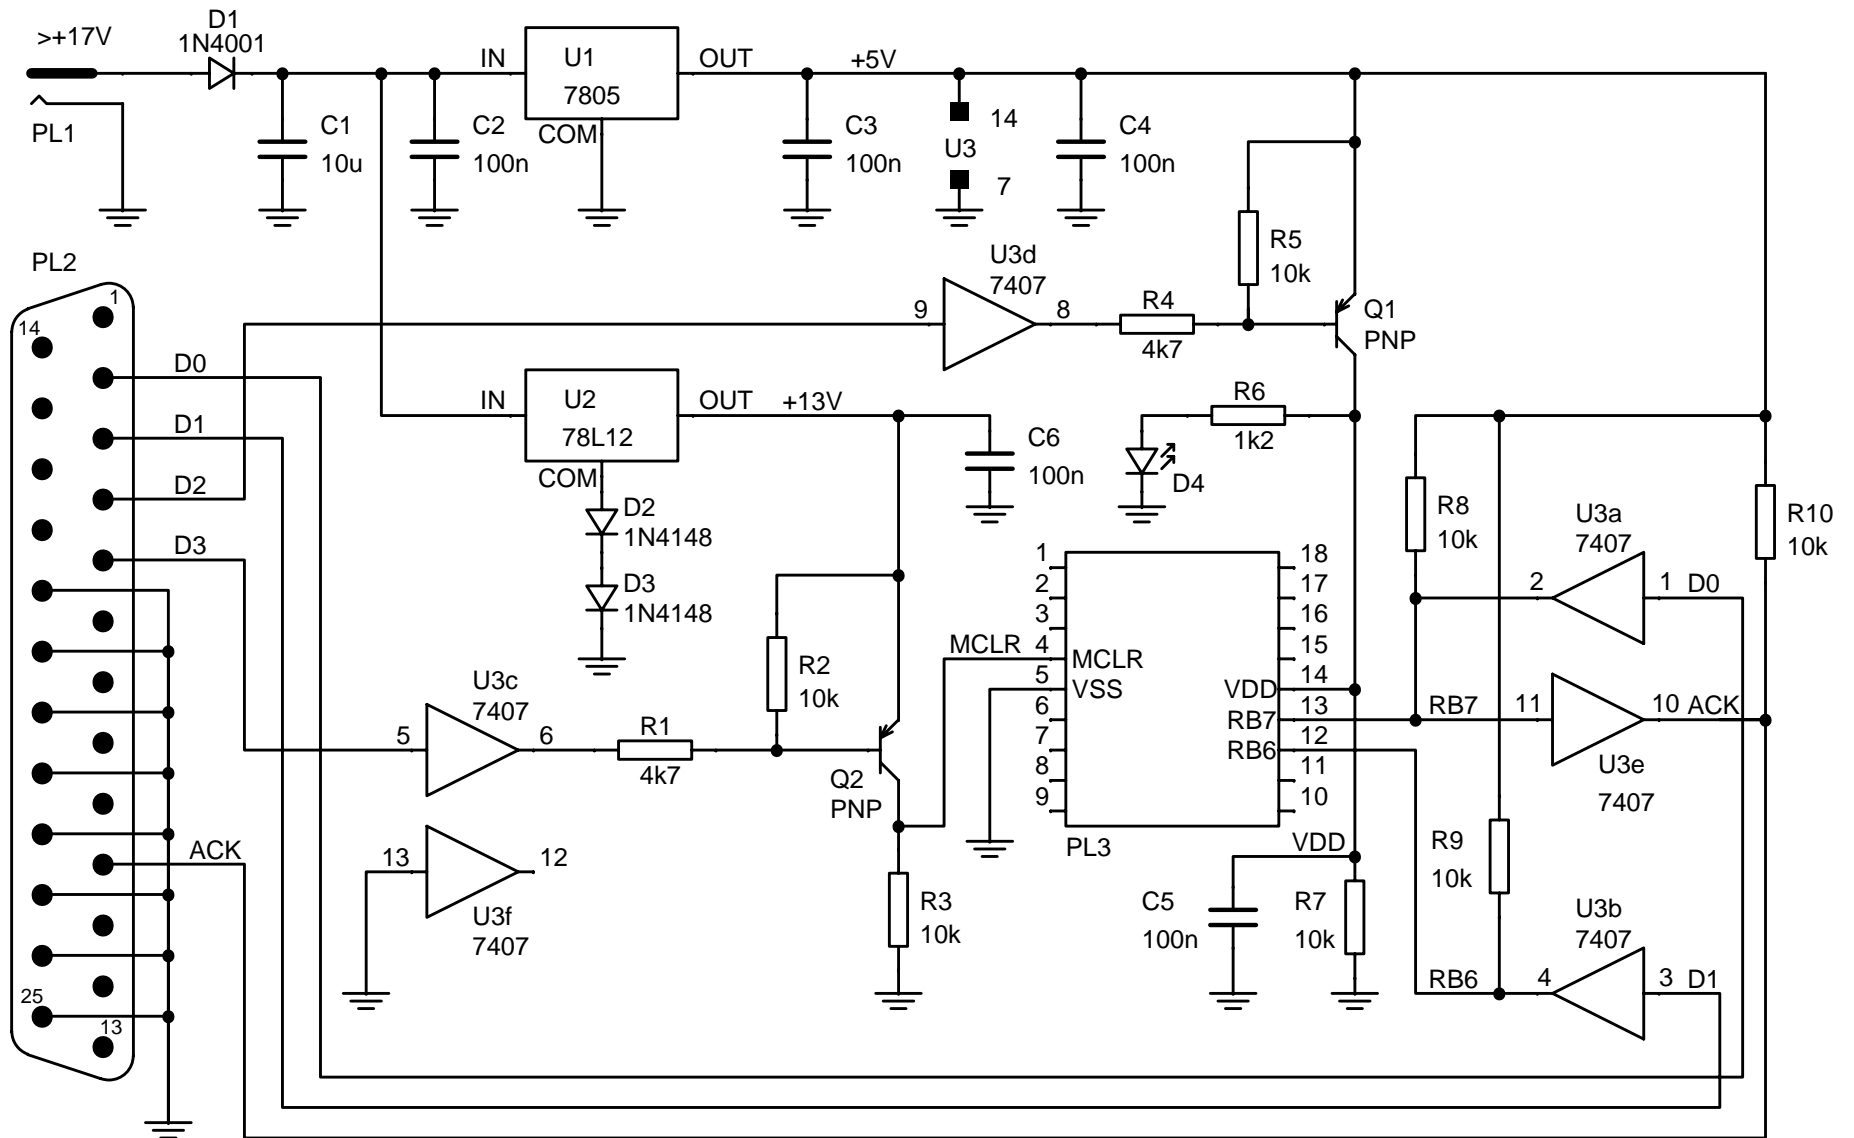 >+17V
PL1
D1
1N4001
C1
10u
C2
100n
IN
U1
7805
OUT
COM
+5V
C3
100n
14
U3
7
C4
100n
R5
10k
PL2
1
14
D0
D1
D2
D3
ACK
25
13
U3d
7407
9
8
R4
4k7
Q1
PNP
IN
U2
78L12
OUT
COM
+13V
C6
100n
R6
1k2
D4
D2
1N4148
D3
1N4148
R2
10k
U3c
7407
5
6
R1
4k7
Q2
PNP
13
12
U3f
7407
R3
10k
MCLR
1
2
3
4
5
6
7
8
9
MCLR
VSS
VDD
RB7
RB6
18
17
16
15
14
13
12
11
10
PL3
VDD
C5
100n
R7
10k
R8
10k
U3a
7407
2
1
D0
R10
10k
RB7
11
10
ACK
U3e
7407
R9
10k
U3b
7407
RB6
4
3
D1